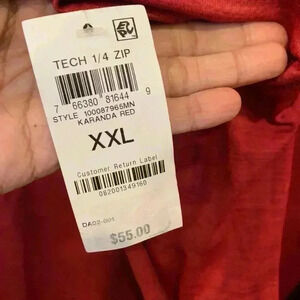 TECH 1/4 ZIP
7 66380 81644 9
STYLE 100087965MN
KARANDA RED
XXL
Customer Return Label
082001349160
DA02-001
$55.00